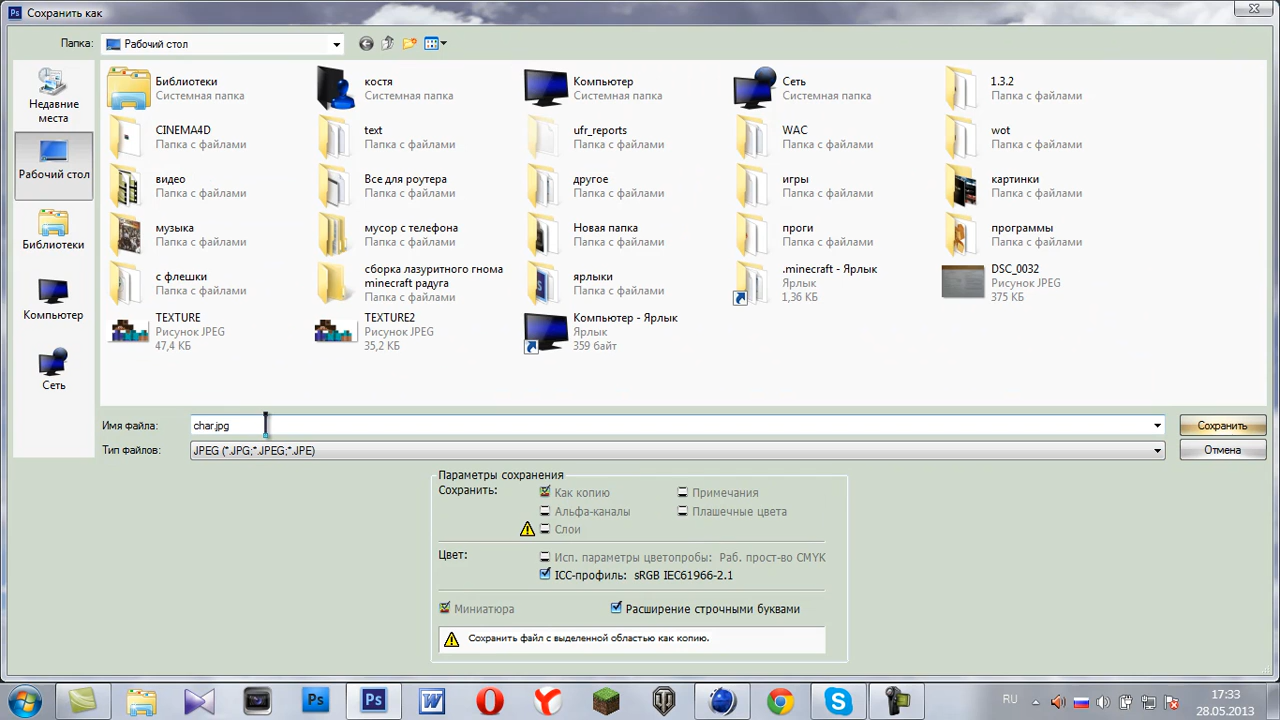 Сохранить как
Папка:
Рабочий стол
Недавние
места
Рабочий стол
Библиотеки
Компьютер
Сеть
Библиотеки
Системная папка
костя
Системная папка
Компьютер
Системная папка
Сеть
Системная папка
1.3.2
Папка с файлами
CINEMA4D
Папка с файлами
text
Папка с файлами
ufr_reports
Папка с файлами
WAC
Папка с файлами
wot
Папка с файлами
видео
Папка с файлами
Все для роутера
Папка с файлами
другое
Папка с файлами
игры
Папка с файлами
картинки
Папка с файлами
музыка
Папка с файлами
мусор с телефона
Папка с файлами
Новая папка
Папка с файлами
проги
Папка с файлами
программы
Папка с файлами
с флешки
Папка с файлами
сборка лазуритного гнома
minecraft радуга
Папка с файлами
ярлыки
Папка с файлами
.minecraft - Ярлык
Ярлык
1,36 КБ
DSC_0032
Рисунок JPEG
375 КБ
TEXTURE
Рисунок JPEG
47,4 КБ
TEXTURE2
Рисунок JPEG
35,2 КБ
Компьютер - Ярлык
Ярлык
359 байт
Имя файла:
char.jpg
Сохранить
Тип файлов:
JPEG (*.JPG;*.JPEG;*.JPE)
Отмена
Параметры сохранения
Сохранить:
Как копию
Примечания
Альфа-каналы
Плашечные цвета
Слои
Цвет:
Исп. параметры цветопробы: Раб. прост-во CMYK
ICC-профиль: sRGB IEC61966-2.1
Миниатюра
Расширение строчными буквами
Сохранить файл с выделенной областью как копию.
Ps
Ps
W
RU
17:33
28.05.2013